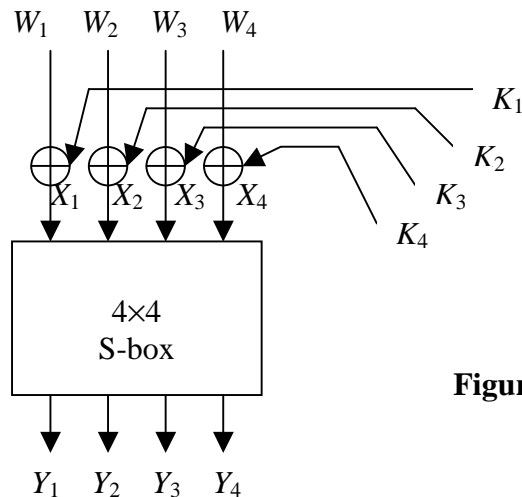 W1 W2 W3 W4
K1
K2
X1 X2 X3 X4
K3
K4
4×4
S-box
Figur
Y1 Y2 Y3 Y4